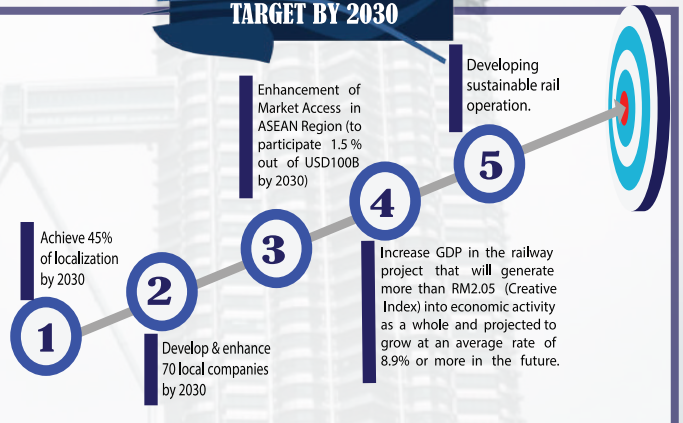 TARGET BY 2030
1
Achieve 45%
of localization
by 2030
2
Develop & enhance
70 local companies
by 2030
3
Enhancement of
Market Access in
ASEAN Region (to
participate 1.5 %
out of USD100B
by 2030)
4
Increase GDP in the railway
project that will generate
more than RM2.05 (Creative
Index) into economic activity
as a whole and projected to
grow at an average rate of
8.9% or more in the future.
5
Developing
sustainable rail
operation.